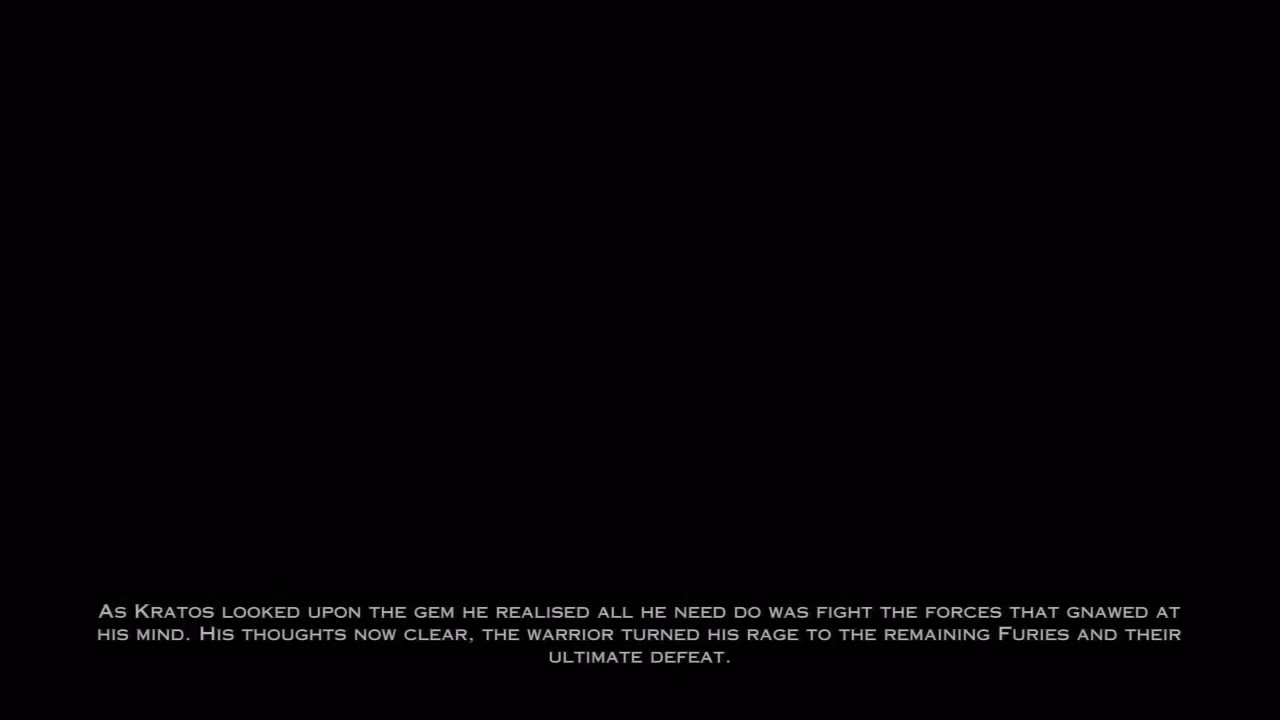 As Kratos looked upon the gem he realised all he need do was fight the forces that gnawed at
his mind. His thoughts now clear, the warrior turned his rage to the remaining Furies and their
ultimate defeat.